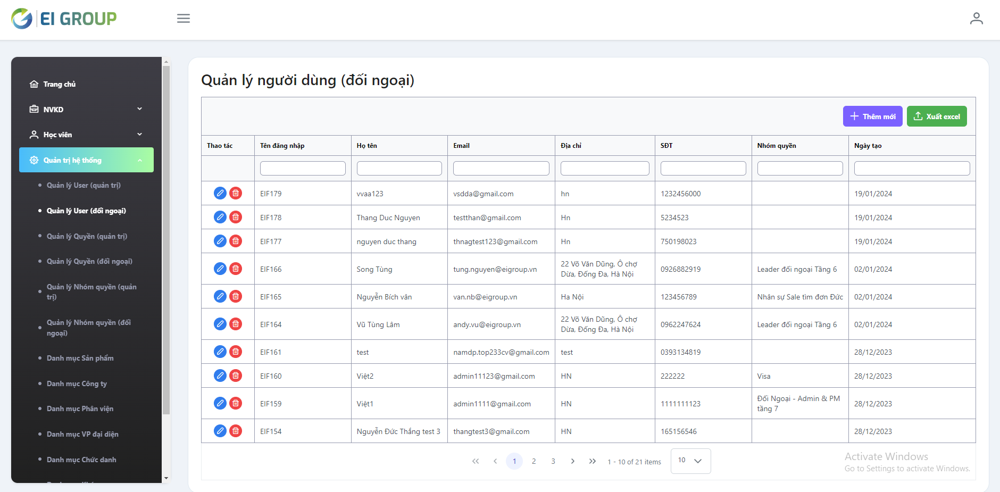 EI GROUP
Trang chủ
NVKD
Học viên
Quản trị hệ thống
Quản lý User (quản trị)
Quản lý User (đối ngoại)
Quản lý Quyền (quản trị)
Quản lý Quyền (đối ngoại)
Quản lý Nhóm quyền (quản
trị)
Quản lý Nhóm quyền (đối
ngoại)
Danh mục Sản phẩm
Danh mục Công ty
Danh mục Phân viện
Danh mục VP đại diện
Danh mục Chức danh
Quản lý người dùng (đối ngoại)
Thêm mới Xuất excel
Thao tác Tên đăng nhập Họ tên Email Địa chỉ SĐT Nhóm quyền Ngày tạo
EIF179 vvaa123 vsdda@gmail.com hn 1232456000 19/01/2024
EIF178 Thang Duc Nguyen testthan@gmail.com Hn 5234523 19/01/2024
EIF177 nguyen duc thang thnagtest123@gmail.com Hn 750198023 19/01/2024
EIF166 Song Tùng tung.nguyen@eigroup.vn 22 Võ Văn Dũng, Ô chợ
Dừa, Đống Đa, Hà Nội 0926882919 Leader đối ngoại Tầng 6 02/01/2024
EIF165 Nguyễn Bích vân van.nb@eigroup.vn Ha Nội 123456789 Nhân sự Sale tìm đơn Đức 02/01/2024
EIF164 Vũ Tùng Lâm andy.vu@eigroup.vn 22 Võ Văn Dũng, Ô chợ
Dừa, Đống Đa, Hà Nội 0962247624 Leader đối ngoại Tầng 6 02/01/2024
EIF161 test namdp.top233cv@gmail.com test 0393134819 28/12/2023
EIF160 Việt2 admin11123@gmail.com HN 222222 Visa 28/12/2023
EIF159 Việt1 admin1111@gmail.com HN 1111111123 Đối Ngoại - Admin & PM
tầng 7 28/12/2023
EIF154 Nguyễn Đức Thắng test 3 thangtest3@gmail.com HN 165156546 28/12/2023
1 2 3 1 - 10 of 21 items 10
Activate Windows
Go to Settings to activate Windows.